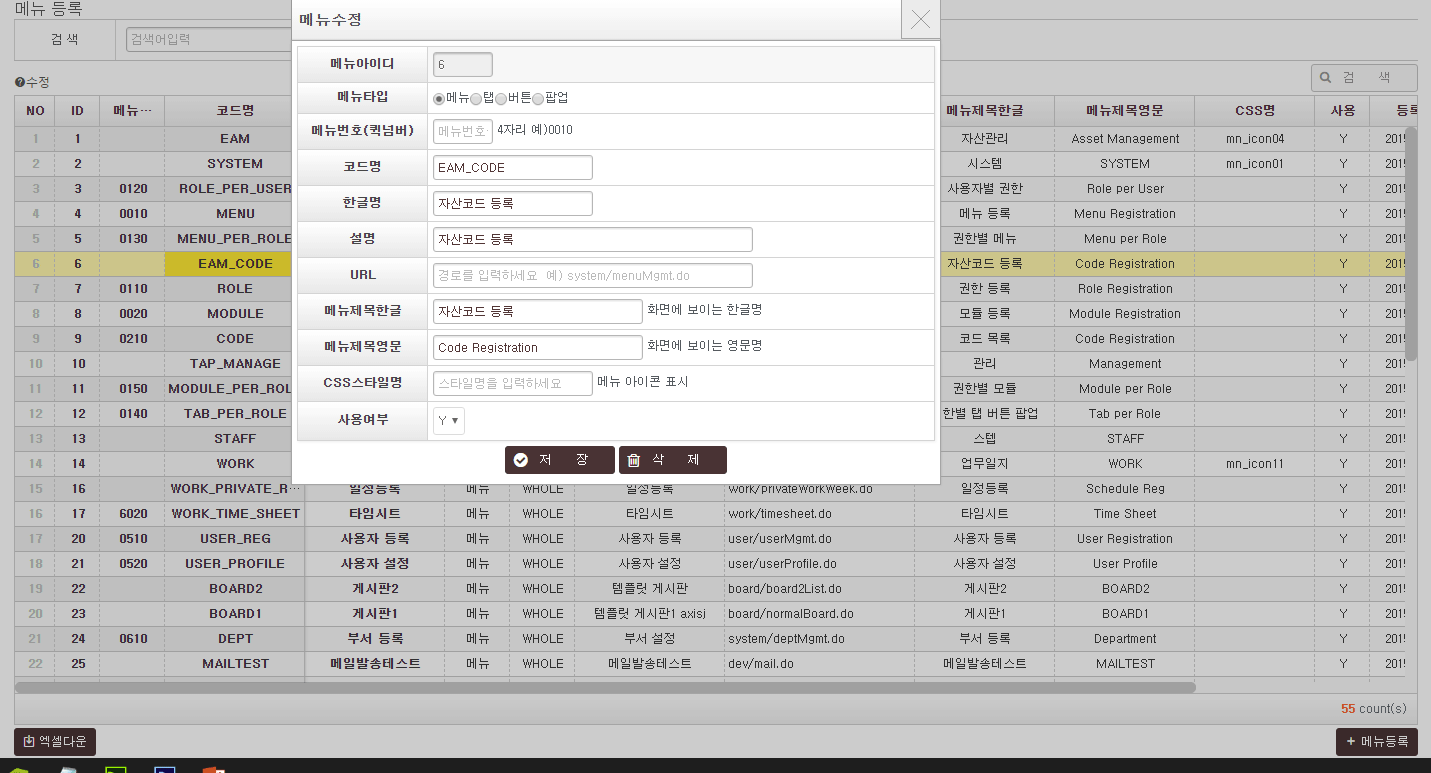 메뉴 등록
검 색
검색어입력
수정
검 색
NO ID 메뉴… 코드명 메뉴제목한글 메뉴제목영문 CSS명 사용
1 1 EAM 자산관리 Asset Management mn_icon04 Y
2 2 SYSTEM 시스템 SYSTEM mn_icon01 Y
3 3 0120 ROLE_PER_USER 사용자별 권한 Role per User Y
4 4 0010 MENU 메뉴 등록 Menu Registration Y
5 5 0130 MENU_PER_ROLE 권한별 메뉴 Menu per Role Y
6 6 EAM_CODE 자산코드 등록 Code Registration Y
7 7 0110 ROLE 권한 등록 Role Registration Y
8 8 0020 MODULE 모듈 등록 Module Registration Y
9 9 0210 CODE 코드 목록 Code Registration Y
10 10 TAP_MANAGE 관리 Management Y
11 11 0150 MODULE_PER_ROL 권한별 모듈 Module per Role Y
12 12 0140 TAB_PER_ROLE 한별 탭 버튼 팝업 Tab per Role Y
13 13 STAFF 스텝 STAFF Y
14 14 WORK 업무일지 WORK mn_icon11 Y
15 16 WORK_PRIVATE_R… 일정등록 메뉴 WHOLE 일정등록 work/privateWorkWeek.do 일정등록 Schedule Reg Y
16 17 6020 WORK_TIME_SHEET 타임시트 메뉴 WHOLE 타임시트 work/timesheet.do 타임시트 Time Sheet Y
17 20 0510 USER_REG 사용자 등록 메뉴 WHOLE 사용자 등록 user/userMgmt.do 사용자 등록 User Registration Y
18 21 0520 USER_PROFILE 사용자 설정 메뉴 WHOLE 사용자 설정 user/userProfile.do 사용자 설정 User Profile Y
19 22 BOARD2 게시판2 메뉴 WHOLE 템플릿 게시판 board/board2List.do 게시판2 BOARD2 Y
20 23 BOARD1 게시판1 메뉴 WHOLE 템플릿 게시판1 axisj board/normalBoard.do 게시판1 BOARD1 Y
21 24 0610 DEPT 부서 등록 메뉴 WHOLE 부서 설정 system/deptMgmt.do 부서 등록 Department Y
22 25 MAILTEST 메일발송테스트 메뉴 WHOLE 메일발송테스트 dev/mail.do 메일발송테스트 MAILTEST Y
55 count(s)
엑셀다운
+ 메뉴등록
메뉴수정
메뉴아이디 6
메뉴타입 메뉴 탭 버튼 팝업
메뉴번호(퀵넘버) 메뉴번호 4자리 예)0010
코드명 EAM_CODE
한글명 자산코드 등록
설명 자산코드 등록
URL 경로를 입력하세요 예) system/menuMgmt.do
메뉴제목한글 자산코드 등록 화면에 보이는 한글명
메뉴제목영문 Code Registration 화면에 보이는 영문명
CSS스타일명 스타일명을 입력하세요 메뉴 아이콘 표시
사용여부 Y
저 장 삭 제